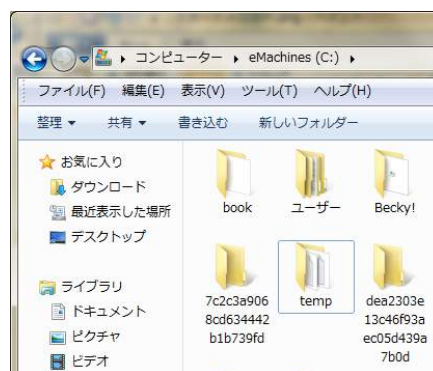 コンピューター eMachines (C:)
ファイル(F) 編集(E) 表示(V) ツール(T) ヘルプ(H)
整理 共有 書き込む 新しいフォルダー
お気に入り
ダウンロード
最近表示した場所
デスクトップ
ライブラリ
ドキュメント
ピクチャ
ビデオ
book ユーザー Becky!
7c2c3a906 temp dea2303e
8cd634442 13c46f93a
b1b739fd ec05d439a
7b0d